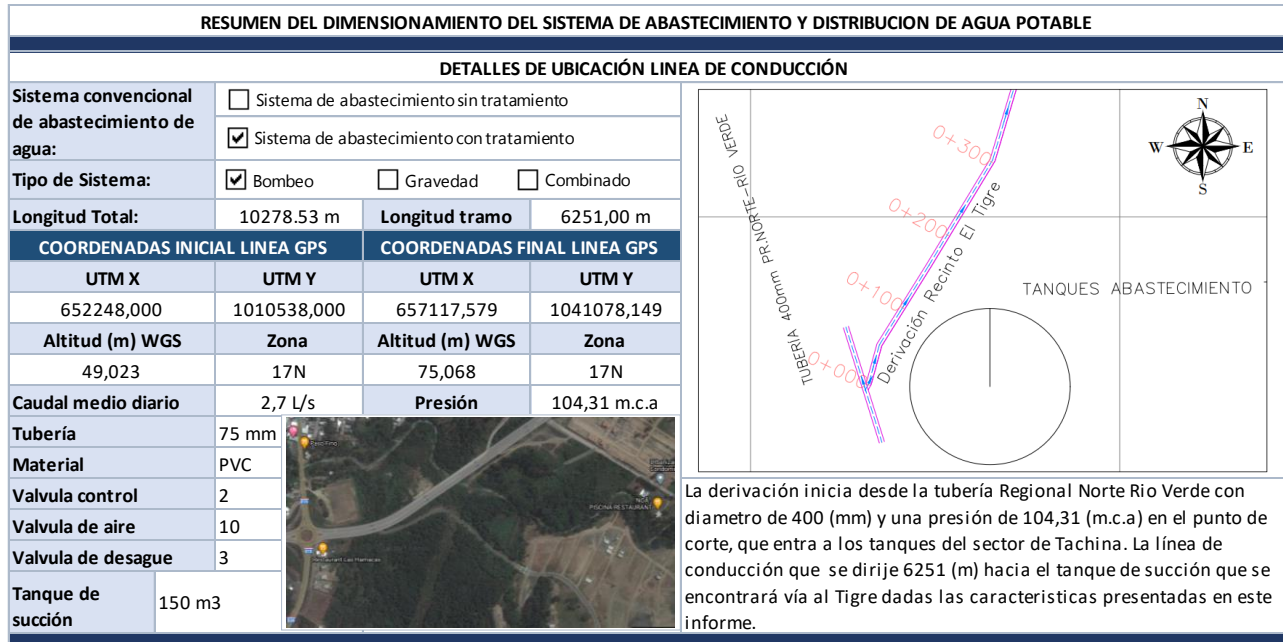 RESUMEN DEL DIMENSIONAMIENTO DEL SISTEMA DE ABASTECIMIENTO Y DISTRIBUCION DE AGUA POTABLE
DETALLES DE UBICACIÓN LINEA DE CONDUCCIÓN
Sistema convencional
de abastecimiento de
agua:
Sistema de abastecimiento sin tratamiento
Sistema de abastecimiento con tratamiento
Tipo de Sistema: Bombeo Gravedad Combinado
Longitud Total: 10278.53 m Longitud tramo 6251,00 m
COORDENADAS INICIAL LINEA GPS COORDENADAS FINAL LINEA GPS
UTM X UTM Y UTM X UTM Y
652248,000 1010538,000 657117,579 1041078,149
Altitud (m) WGS Zona Altitud (m) WGS Zona
49,023 17N 75,068 17N
Caudal medio diario 2,7 L/s Presión 104,31 m.c.a
Tubería 75 mm
Material PVC
Valvula control 2
Valvula de aire 10
Valvula de desague 3
Tanque de
succión
150 m3
PISCINA RESTAURANT
Restaurant Las Hamacas
N
W E
S
TUBERÍA 400mm PR.NORTE-RÍO VERDE
0+300
0+200
0+100
0+000
Derivación Recinto El Tigre
TANQUES ABASTECIMIENTO
La derivación inicia desde la tubería Regional Norte Rio Verde con
diametro de 400 (mm) y una presión de 104,31 (m.c.a) en el punto de
corte, que entra a los tanques del sector de Tachina. La línea de
conducción que se dirije 6251 (m) hacia el tanque de succión que se
encontrará vía al Tigre dadas las caracteristicas presentadas en este
informe.